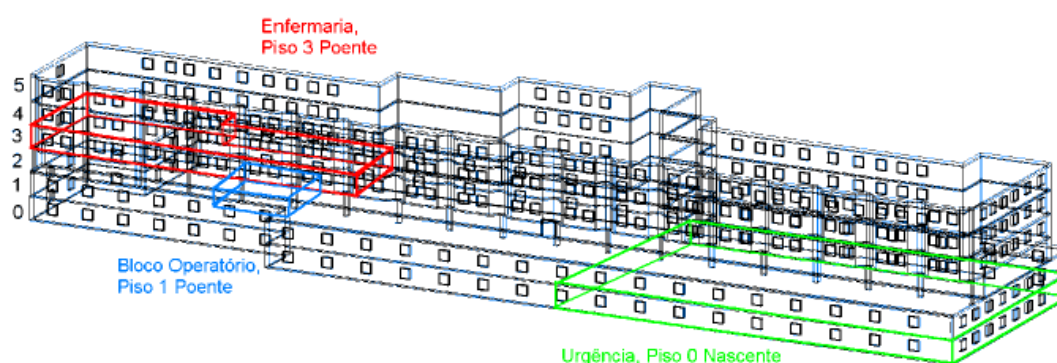 Enfermaria,
Piso 3 Poente
5
4
3
2
1
0
Bloco Operatório,
Piso 1 Poente
Urgência, Piso 0 Nascente